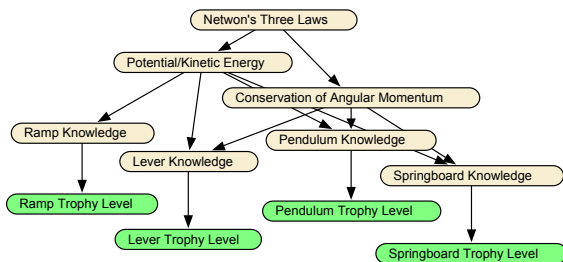 Netwon's Three Laws
Potential/Kinetic Energy
Conservation of Angular Momentum
Ramp Knowledge
Pendulum Knowledge
Lever Knowledge
Springboard Knowledge
Ramp Trophy Level
Pendulum Trophy Level
Lever Trophy Level
Springboard Trophy Level